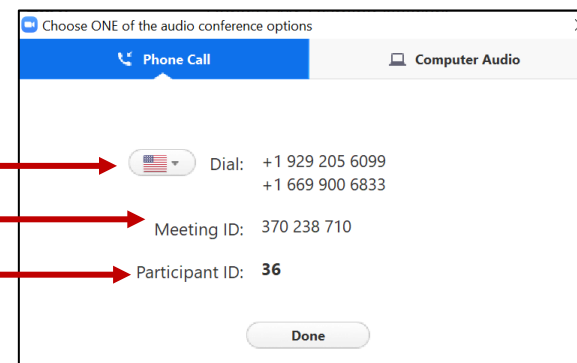 Choose ONE of the audio conference options
Phone Call
Computer Audio
Dial: +1 929 205 6099
+1 669 900 6833
Meeting ID: 370 238 710
Participant ID: 36
Done